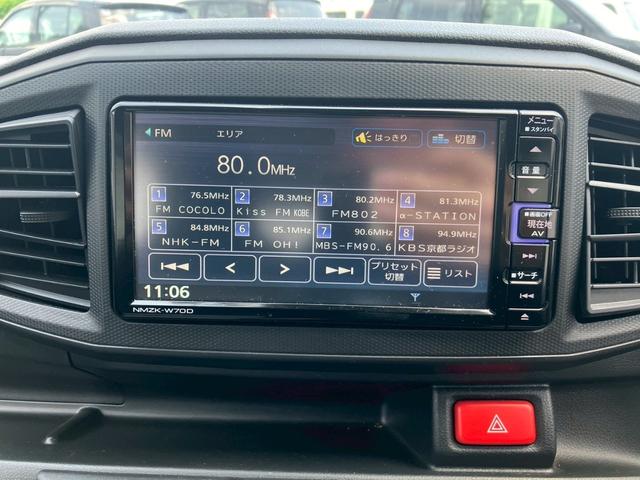 FM エリア はっきり 切替
80.0MHz
1 76.5MHz 2 78.3MHz 3 80.2MHz 4 81.3MHz
FM COCOLO Kiss FM KOBE FM802 α-STATION
5 84.8MHz 6 85.1MHz 7 90.6MHz 8 94.9MHz
NHK-FM FM OH! MBS-FM90.6 KBS京都ラジオ
プリセット
切替
リスト
11:06
NMZK-W70D
メニュー
スタンバイ
音量
画面OFF
現在地
AV
サーチ